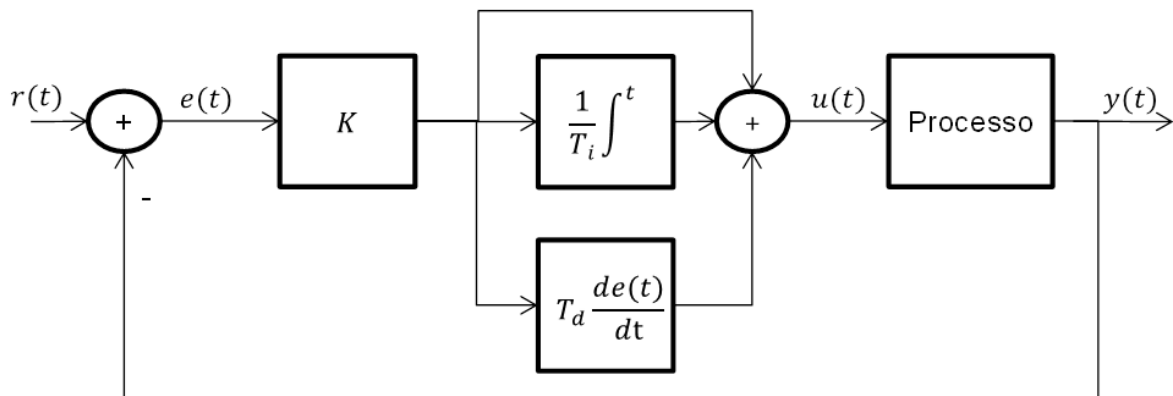 r(t)
+
-
e(t)
K
1/T_i ∫^t
T_d de(t)/dt
+
u(t)
Processo
y(t)